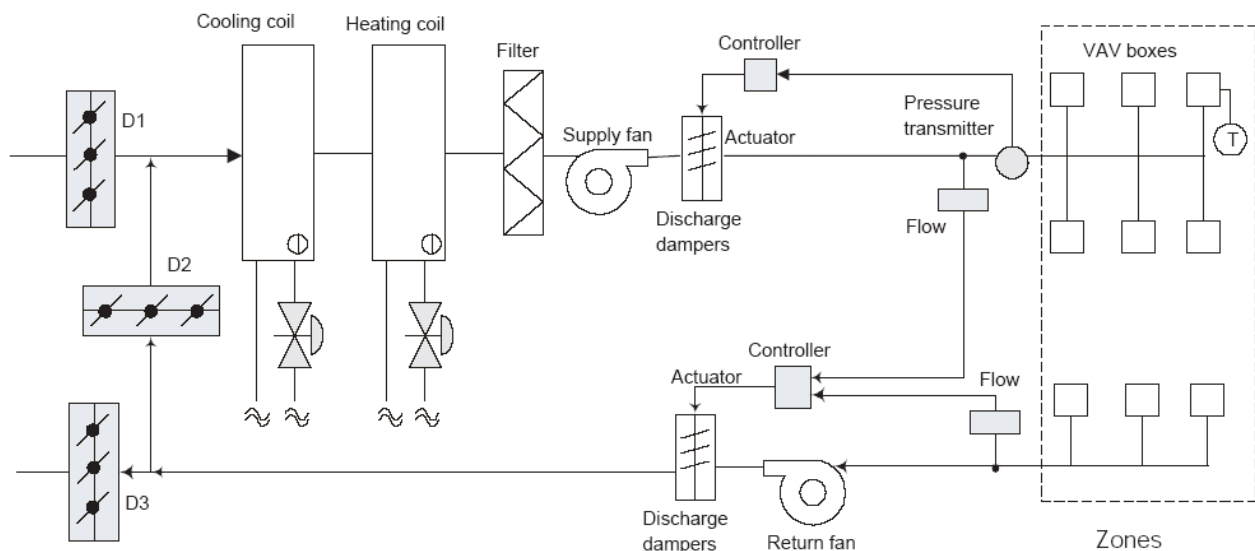 Cooling coil
Heating coil
Filter
Controller
VAV boxes
D1
Supply fan
Actuator
Pressure
transmitter
T
Discharge
dampers
Flow
D2
Controller
Actuator
Flow
D3
Discharge
dampers
Return fan
Zones